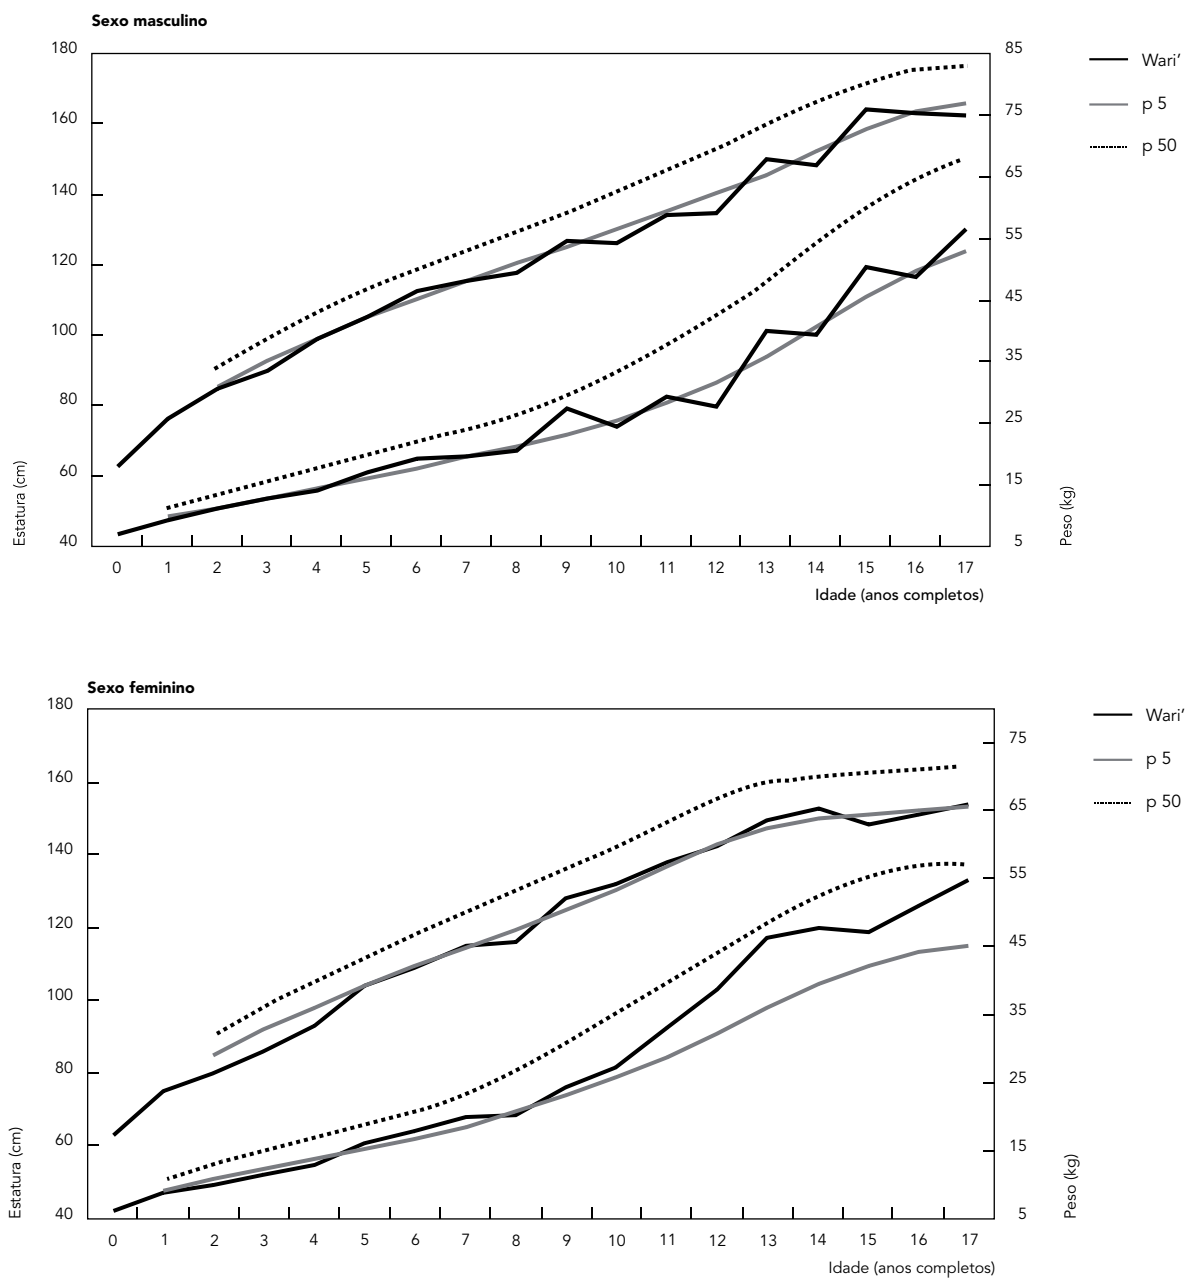 Sexo masculino
180
160
140
120
100
80
60
40
Estatura (cm)
85
75
65
55
45
35
25
15
5
Peso (kg)
Wari’
p 5
p 50
0 1 2 3 4 5 6 7 8 9 10 11 12 13 14 15 16 17
Idade (anos completos)
Sexo feminino
180
160
140
120
100
80
60
40
Estatura (cm)
75
65
55
45
35
25
15
5
Peso (kg)
Wari’
p 5
p 50
0 1 2 3 4 5 6 7 8 9 10 11 12 13 14 15 16 17
Idade (anos completos)